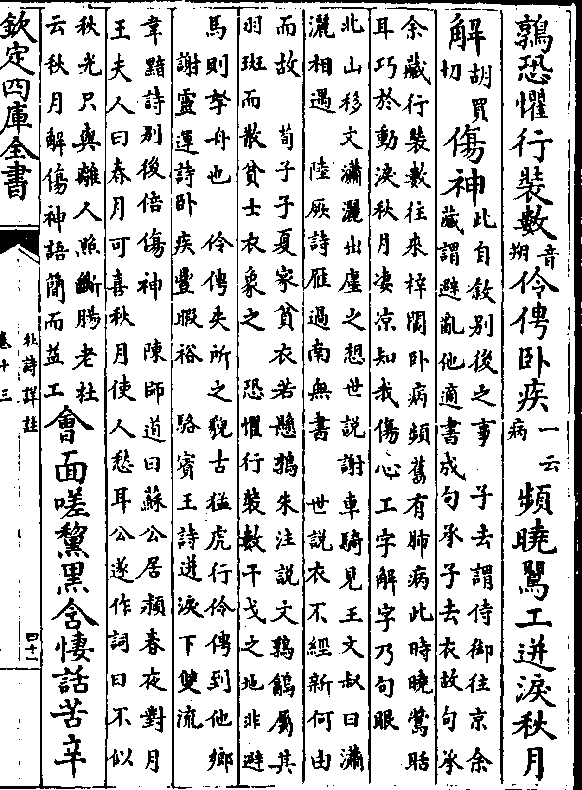 鶉恐懼行裝數音朔伶俜卧疾一云病頻曉鶯工迸淚秋月
解胡買切傷神此自敘別後之事 子去謂侍御往京余
藏謂避亂他適書成句承子去衣故句承
余藏行裝數往來梓閬卧病頻舊有肺病此時曉鶯聒
耳巧於動淚秋月凄涼知我傷心工字解字乃句眼
北山移文瀟灑出塵之想世說謝車騎見王文叔曰瀟
灑相遇 陸厥詩雁過南無書 世說衣不經新何由
而故 荀子子夏家貧衣若懸鶉朱注說文鶉鷂屬其
羽斑而散貧士衣象之 恐懼行裝數干戈之地非避
馬則拏舟也 伶俜失所之貌古猛虎行伶俜到他鄉
謝靈運詩卧疾豐暇裕 駱賓王詩迸淚下雙流
韋黯詩別後倍傷神 陳師道曰蘇公居潁春夜對月
王夫人曰春月可喜秋月使人愁耳公遂作詞曰不似
秋光只與離人照斷腸老杜
云秋月解傷神語簡而益工會面嗟黧黑含悽話苦辛
欽定四庫全書
杜詩詳註
卷十三
四十一